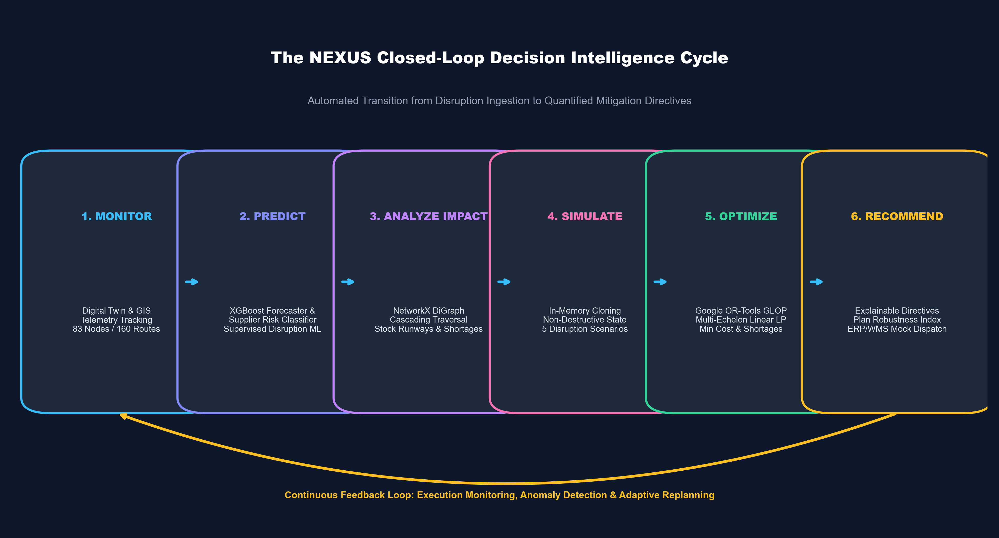 The NEXUS Closed-Loop Decision Intelligence Cycle
Automated Transition from Disruption Ingestion to Quantified Mitigation Directives
1. MONITOR
Digital Twin & GIS
Telemetry Tracking
83 Nodes / 160 Routes
2. PREDICT
XGBoost Forecaster &
Supplier Risk Classifier
Supervised Disruption ML
3. ANALYZE IMPACT
NetworkX DiGraph
Cascading Traversal
Stock Runways & Shortages
4. SIMULATE
In-Memory Cloning
Non-Destructive State
5 Disruption Scenarios
5. OPTIMIZE
Google OR-Tools GLOP
Multi-Echelon Linear LP
Min Cost & Shortages
6. RECOMMEND
Explainable Directives
Plan Robustness Index
ERP/WMS Mock Dispatch
Continuous Feedback Loop: Execution Monitoring, Anomaly Detection & Adaptive Replanning